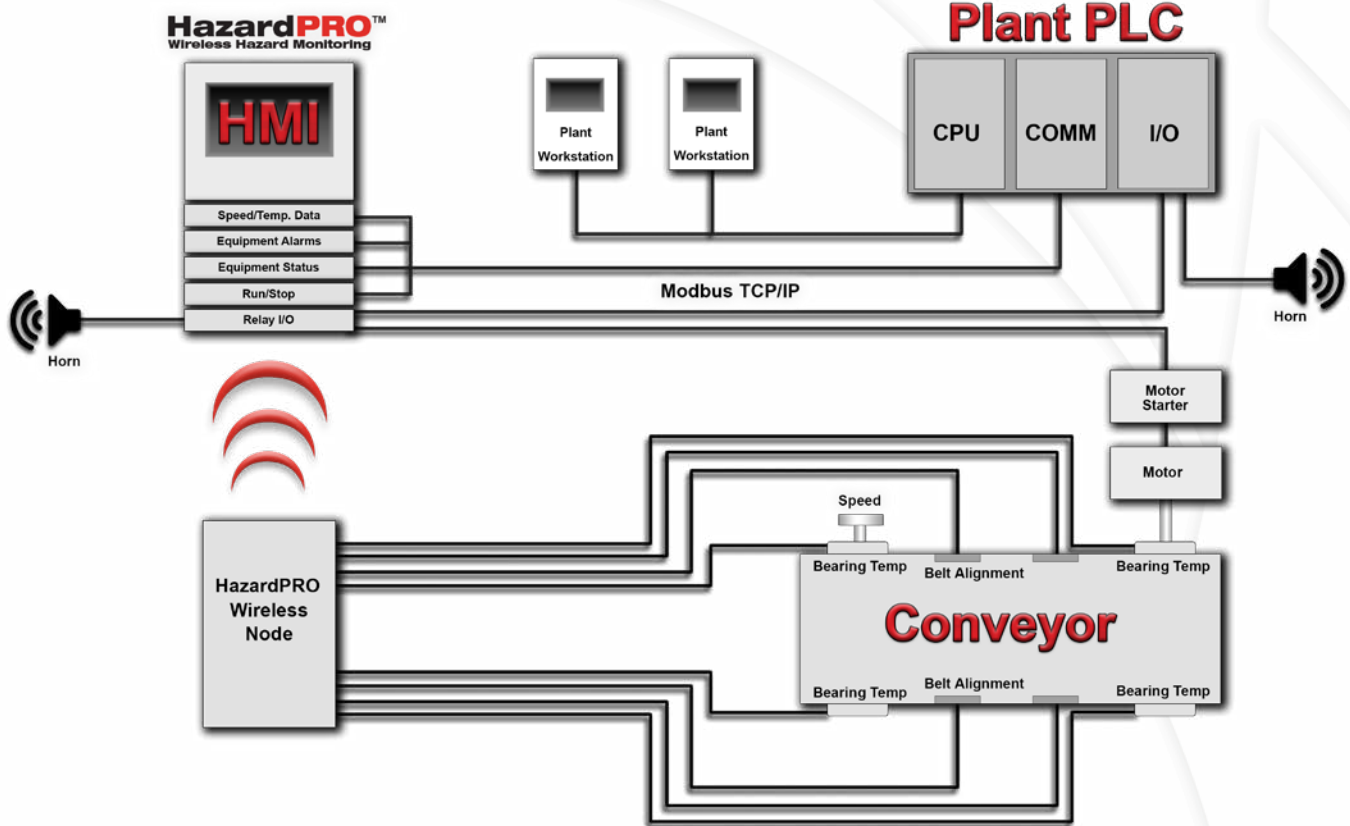 HazardPRO™
Wireless Hazard Monitoring
HMI
Speed/Temp. Data
Equipment Alarms
Equipment Status
Run/Stop
Relay I/O
Horn
Plant
Workstation
Plant
Workstation
Plant PLC
CPU
COMM
I/O
Modbus TCP/IP
Horn
Motor
Starter
Motor
HazardPRO
Wireless
Node
Speed
Bearing Temp
Belt Alignment
Bearing Temp
Conveyor
Bearing Temp
Belt Alignment
Bearing Temp